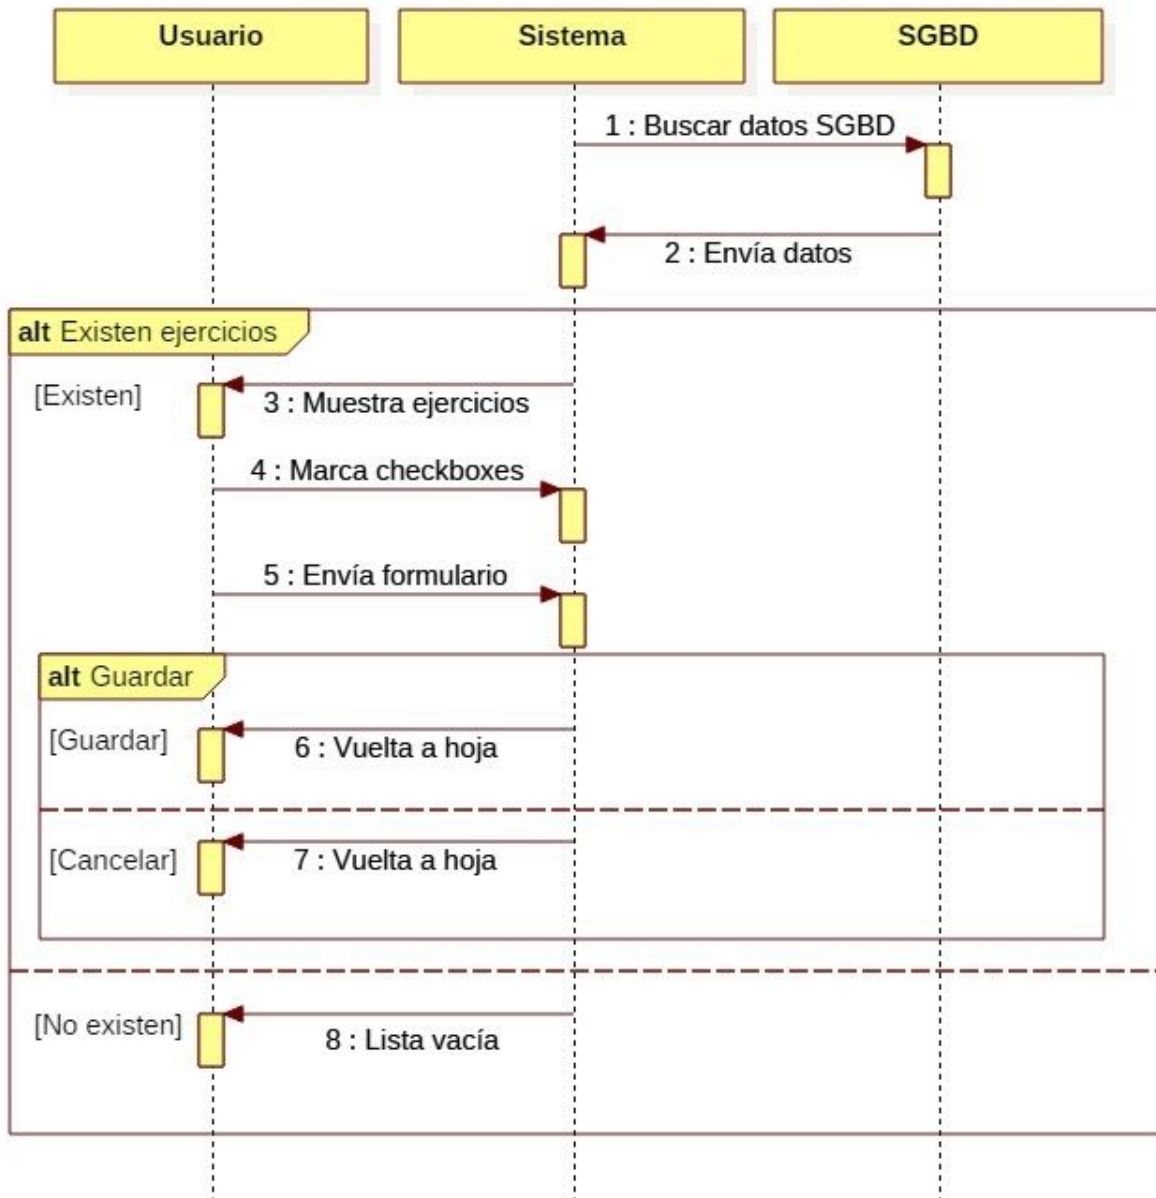 Usuario
Sistema
SGBD
1 : Buscar datos SGBD
2 : Envía datos
alt Existen ejercicios
[Existen]
3 : Muestra ejercicios
4 : Marca checkboxes
5 : Envía formulario
alt Guardar
[Guardar]
6 : Vuelta a hoja
[Cancelar]
7 : Vuelta a hoja
[No existen]
8 : Lista vacía